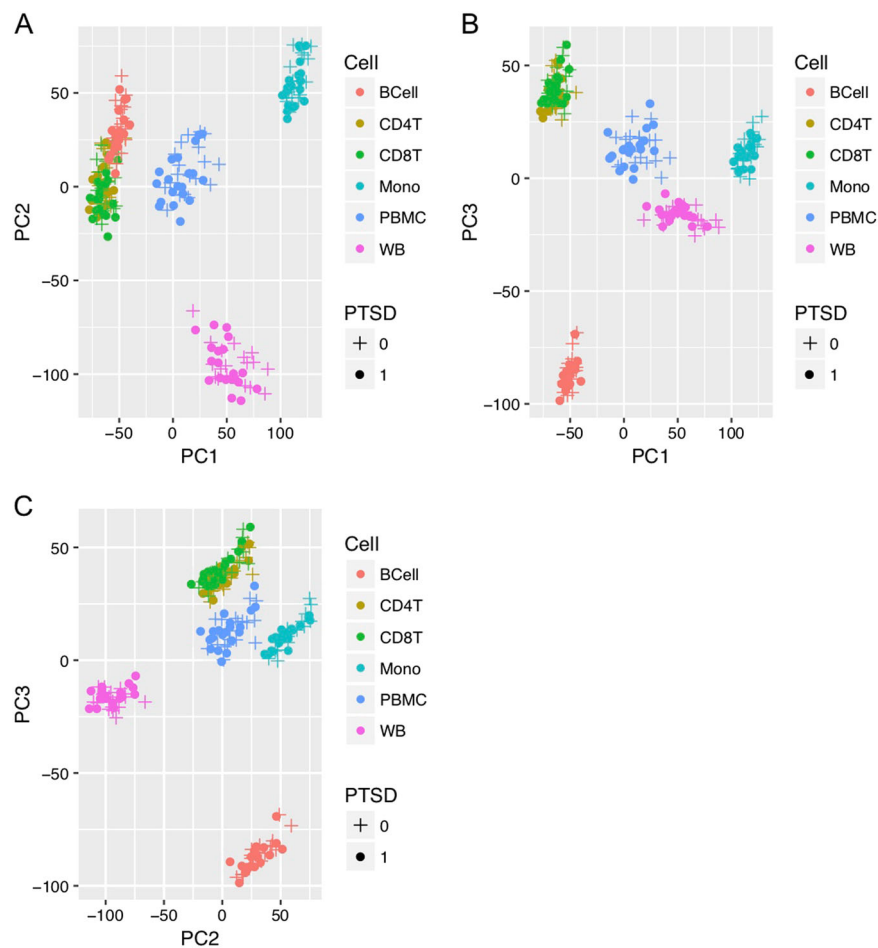 A
PC2
50
0
−50
−100
−50
0
50
100
PC1
Cell
BCell
CD4T
CD8T
Mono
PBMC
WB
PTSD
0
1
B
PC3
50
0
−50
−100
−50
0
50
100
PC1
Cell
BCell
CD4T
CD8T
Mono
PBMC
WB
PTSD
0
1
C
PC3
50
0
−50
−100
−100
−50
0
50
PC2
Cell
BCell
CD4T
CD8T
Mono
PBMC
WB
PTSD
0
1